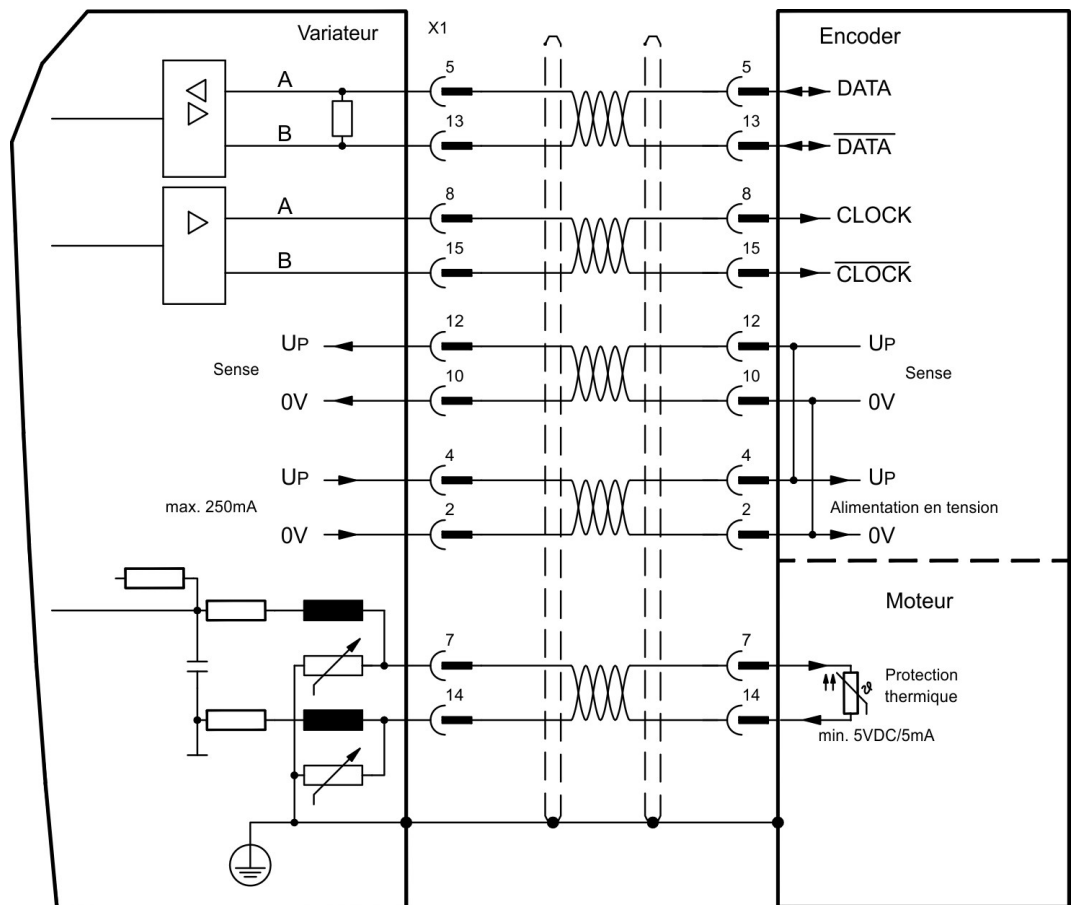 Variateur X1 Encoder
5 5
A DATA
13 13
B DATA
8 8
A CLOCK
15 15
B CLOCK
12 12
UP UP
Sense Sense
10 10
0V 0V
4 4
UP UP
max. 250mA Alimentation en tension
2 2
0V 0V
Moteur
7 7
Protection
thermique
14 14
ϑ
min. 5VDC/5mA